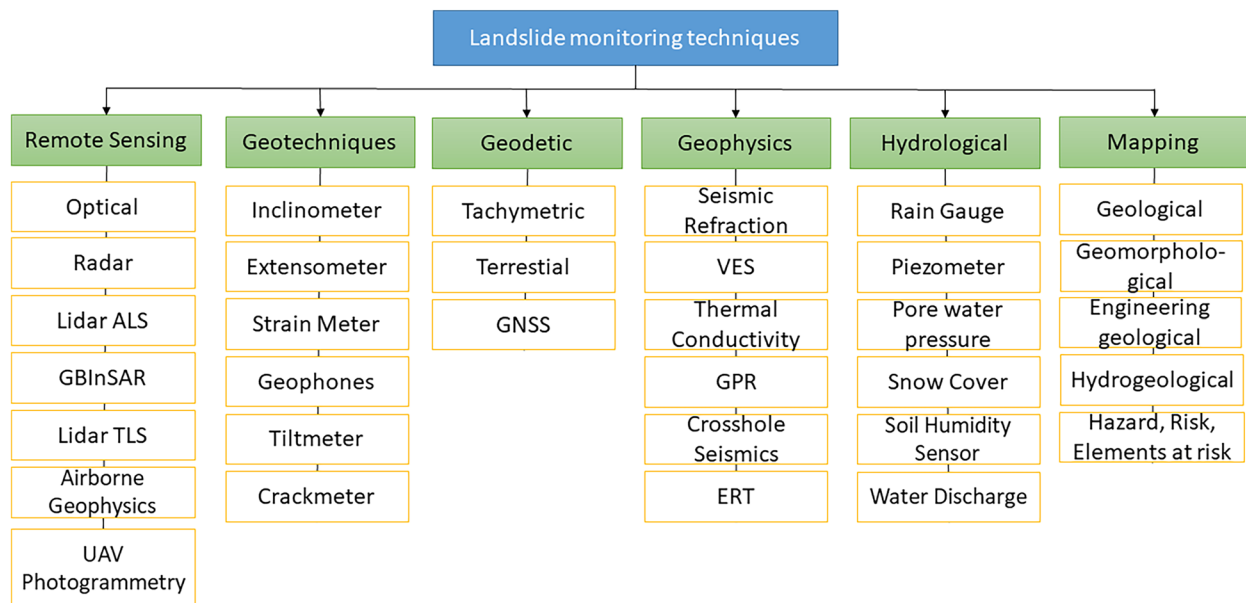 Landslide monitoring techniques
Remote Sensing
Optical
Radar
Lidar ALS
GBInSAR
Lidar TLS
Airborne
Geophysics
UAV
Photogrammetry
Geotechniques
Inclinometer
Extensometer
Strain Meter
Geophones
Tiltmeter
Crackmeter
Geodetic
Tachymetric
Terrestial
GNSS
Geophysics
Seismic
Refraction
VES
Thermal
Conductivity
GPR
Crosshole
Seismics
ERT
Hydrological
Rain Gauge
Piezometer
Pore water
pressure
Snow Cover
Soil Humidity
Sensor
Water Discharge
Mapping
Geological
Geomorpholo-
gical
Engineering
geological
Hydrogeological
Hazard, Risk,
Elements at risk